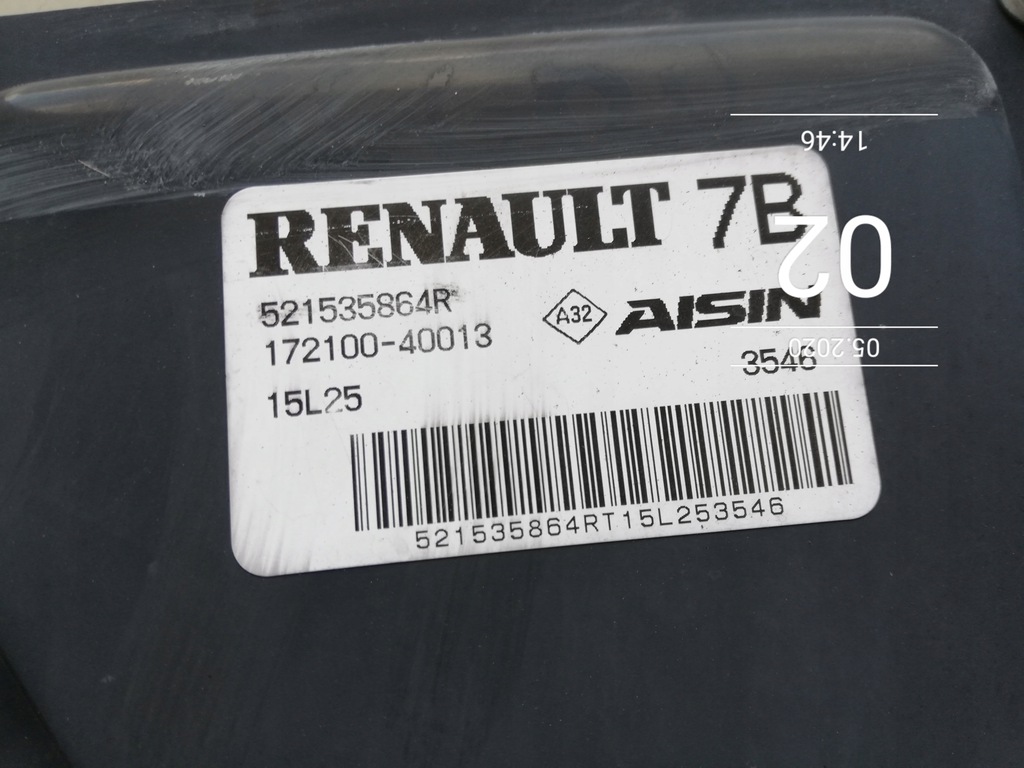 RENAULT 7B
521535864R
A32 AISIN
172100-40013
3546
15L25
521535864RT15L253546
14:46
02
05.2020